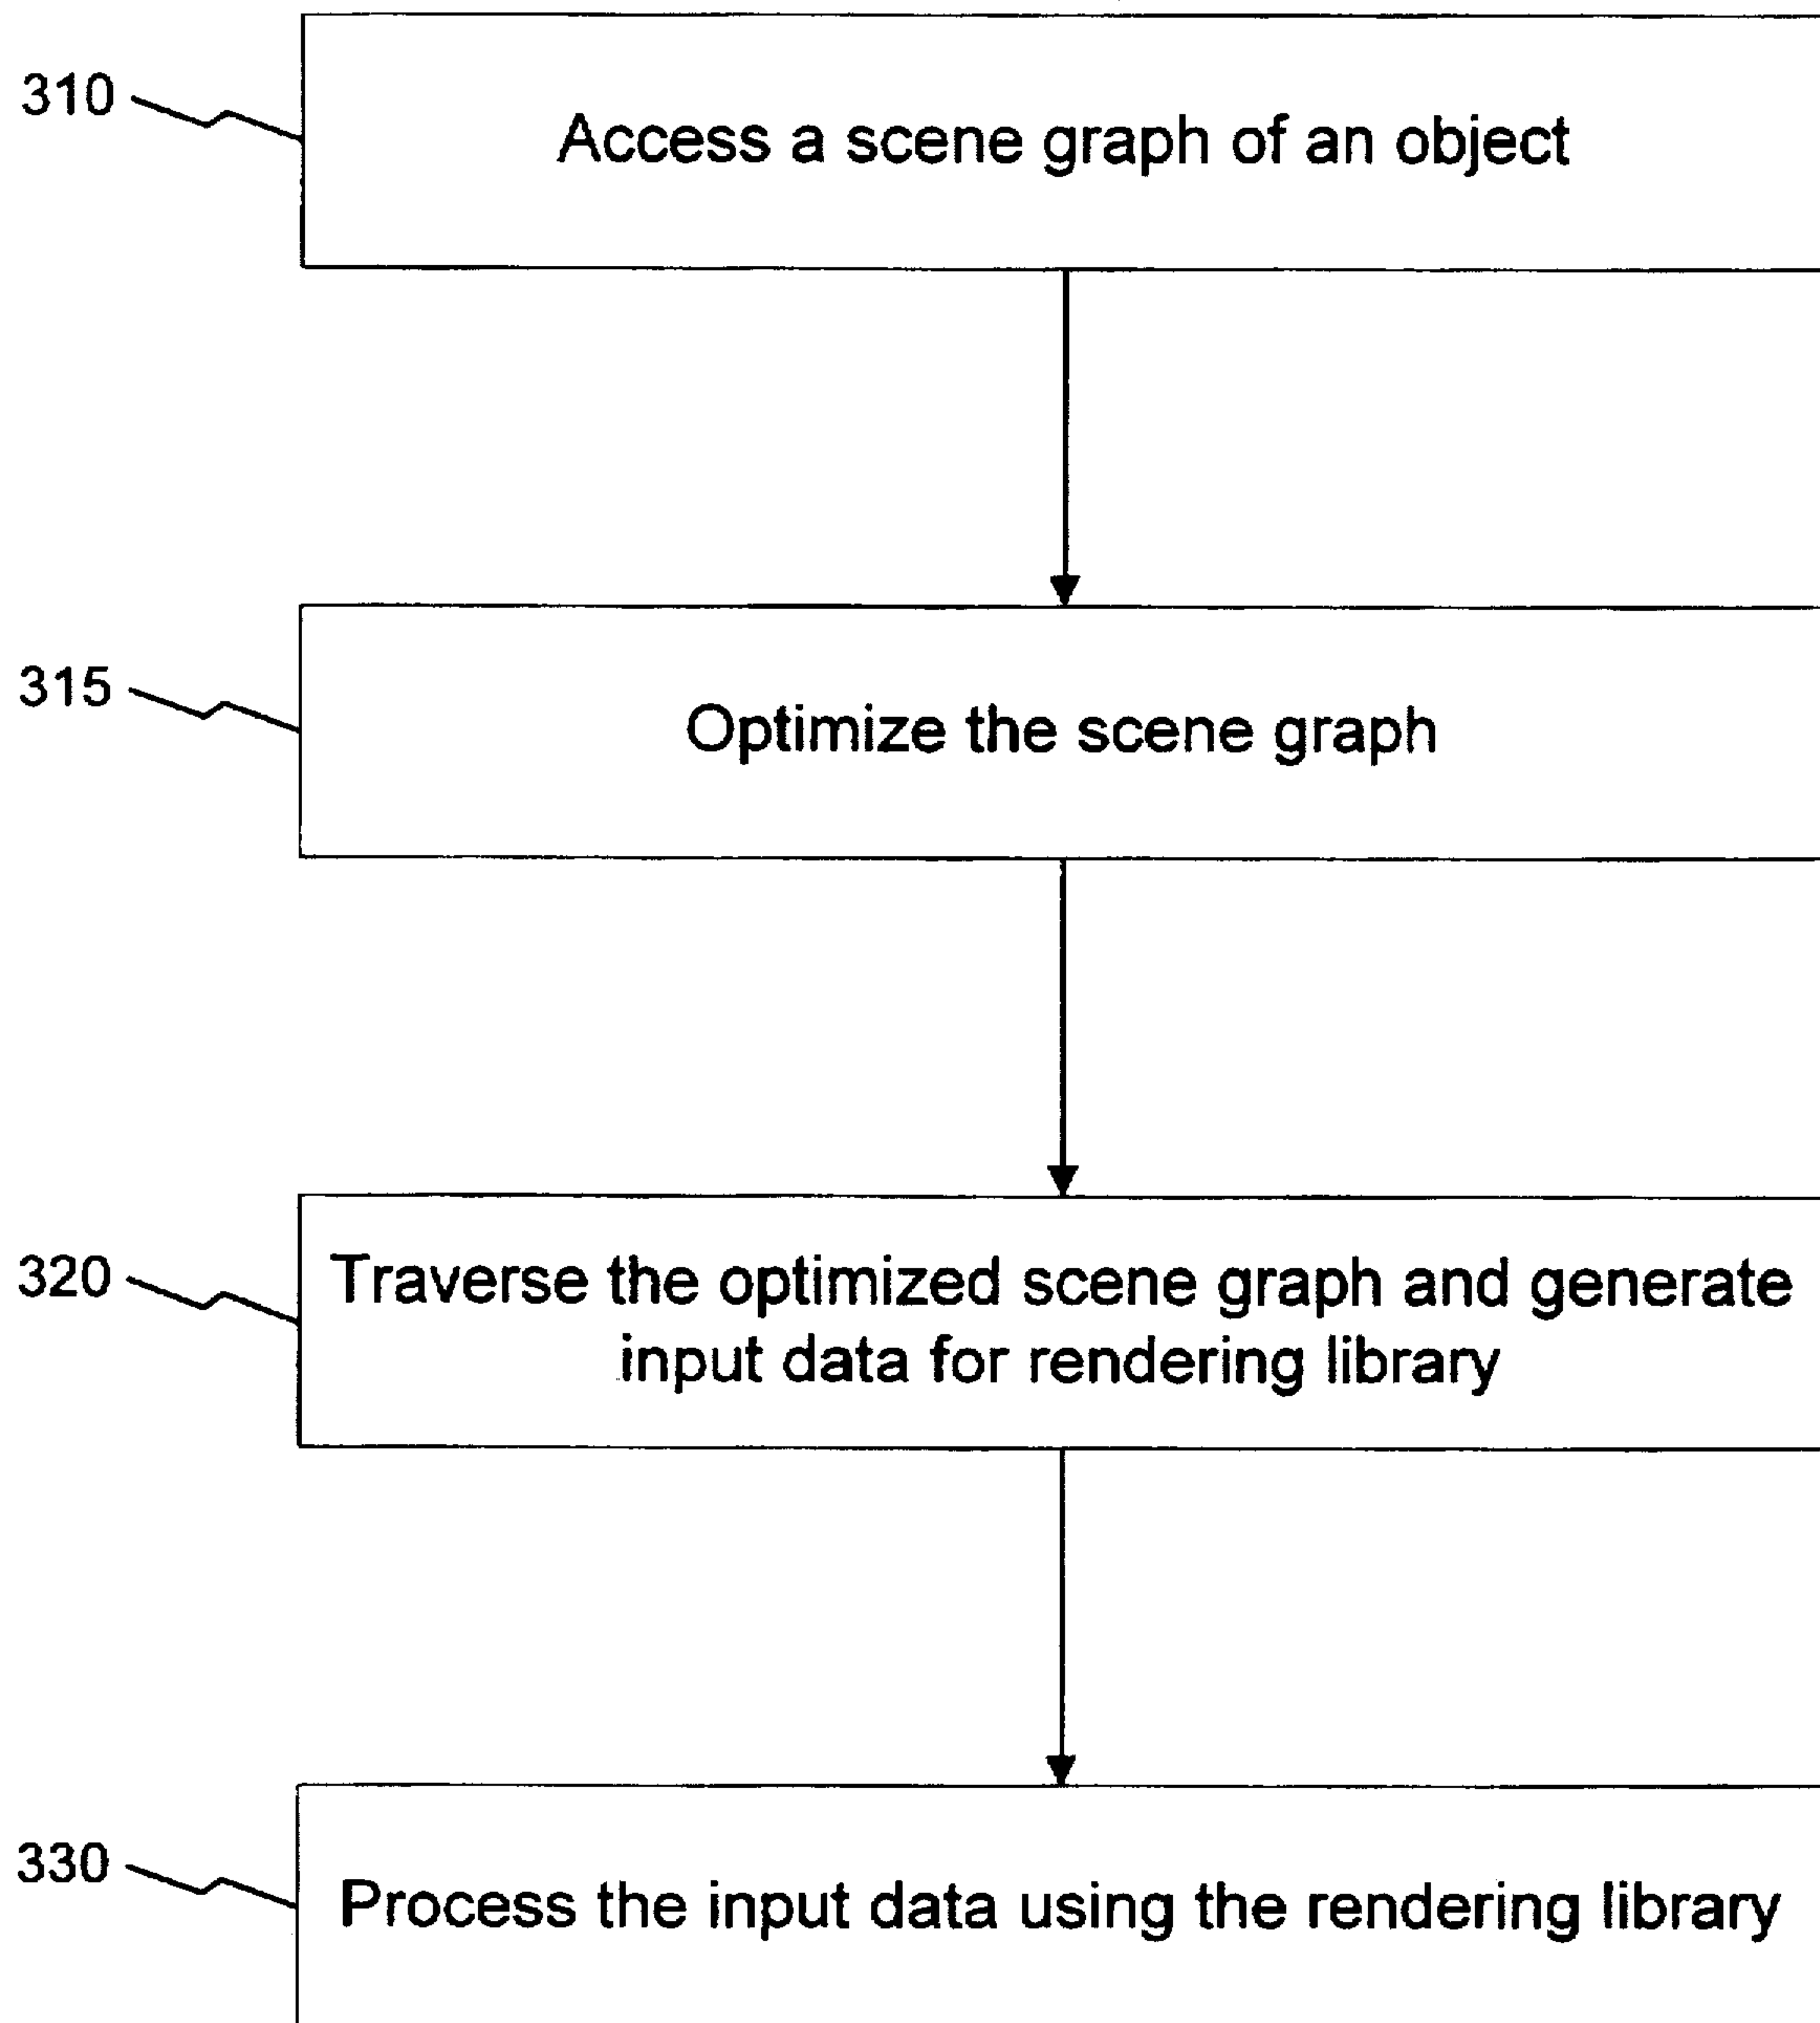 310
Access a scene graph of an object
315
Optimize the scene graph
320
Traverse the optimized scene graph and generate
input data for rendering library
330
Process the input data using the rendering library